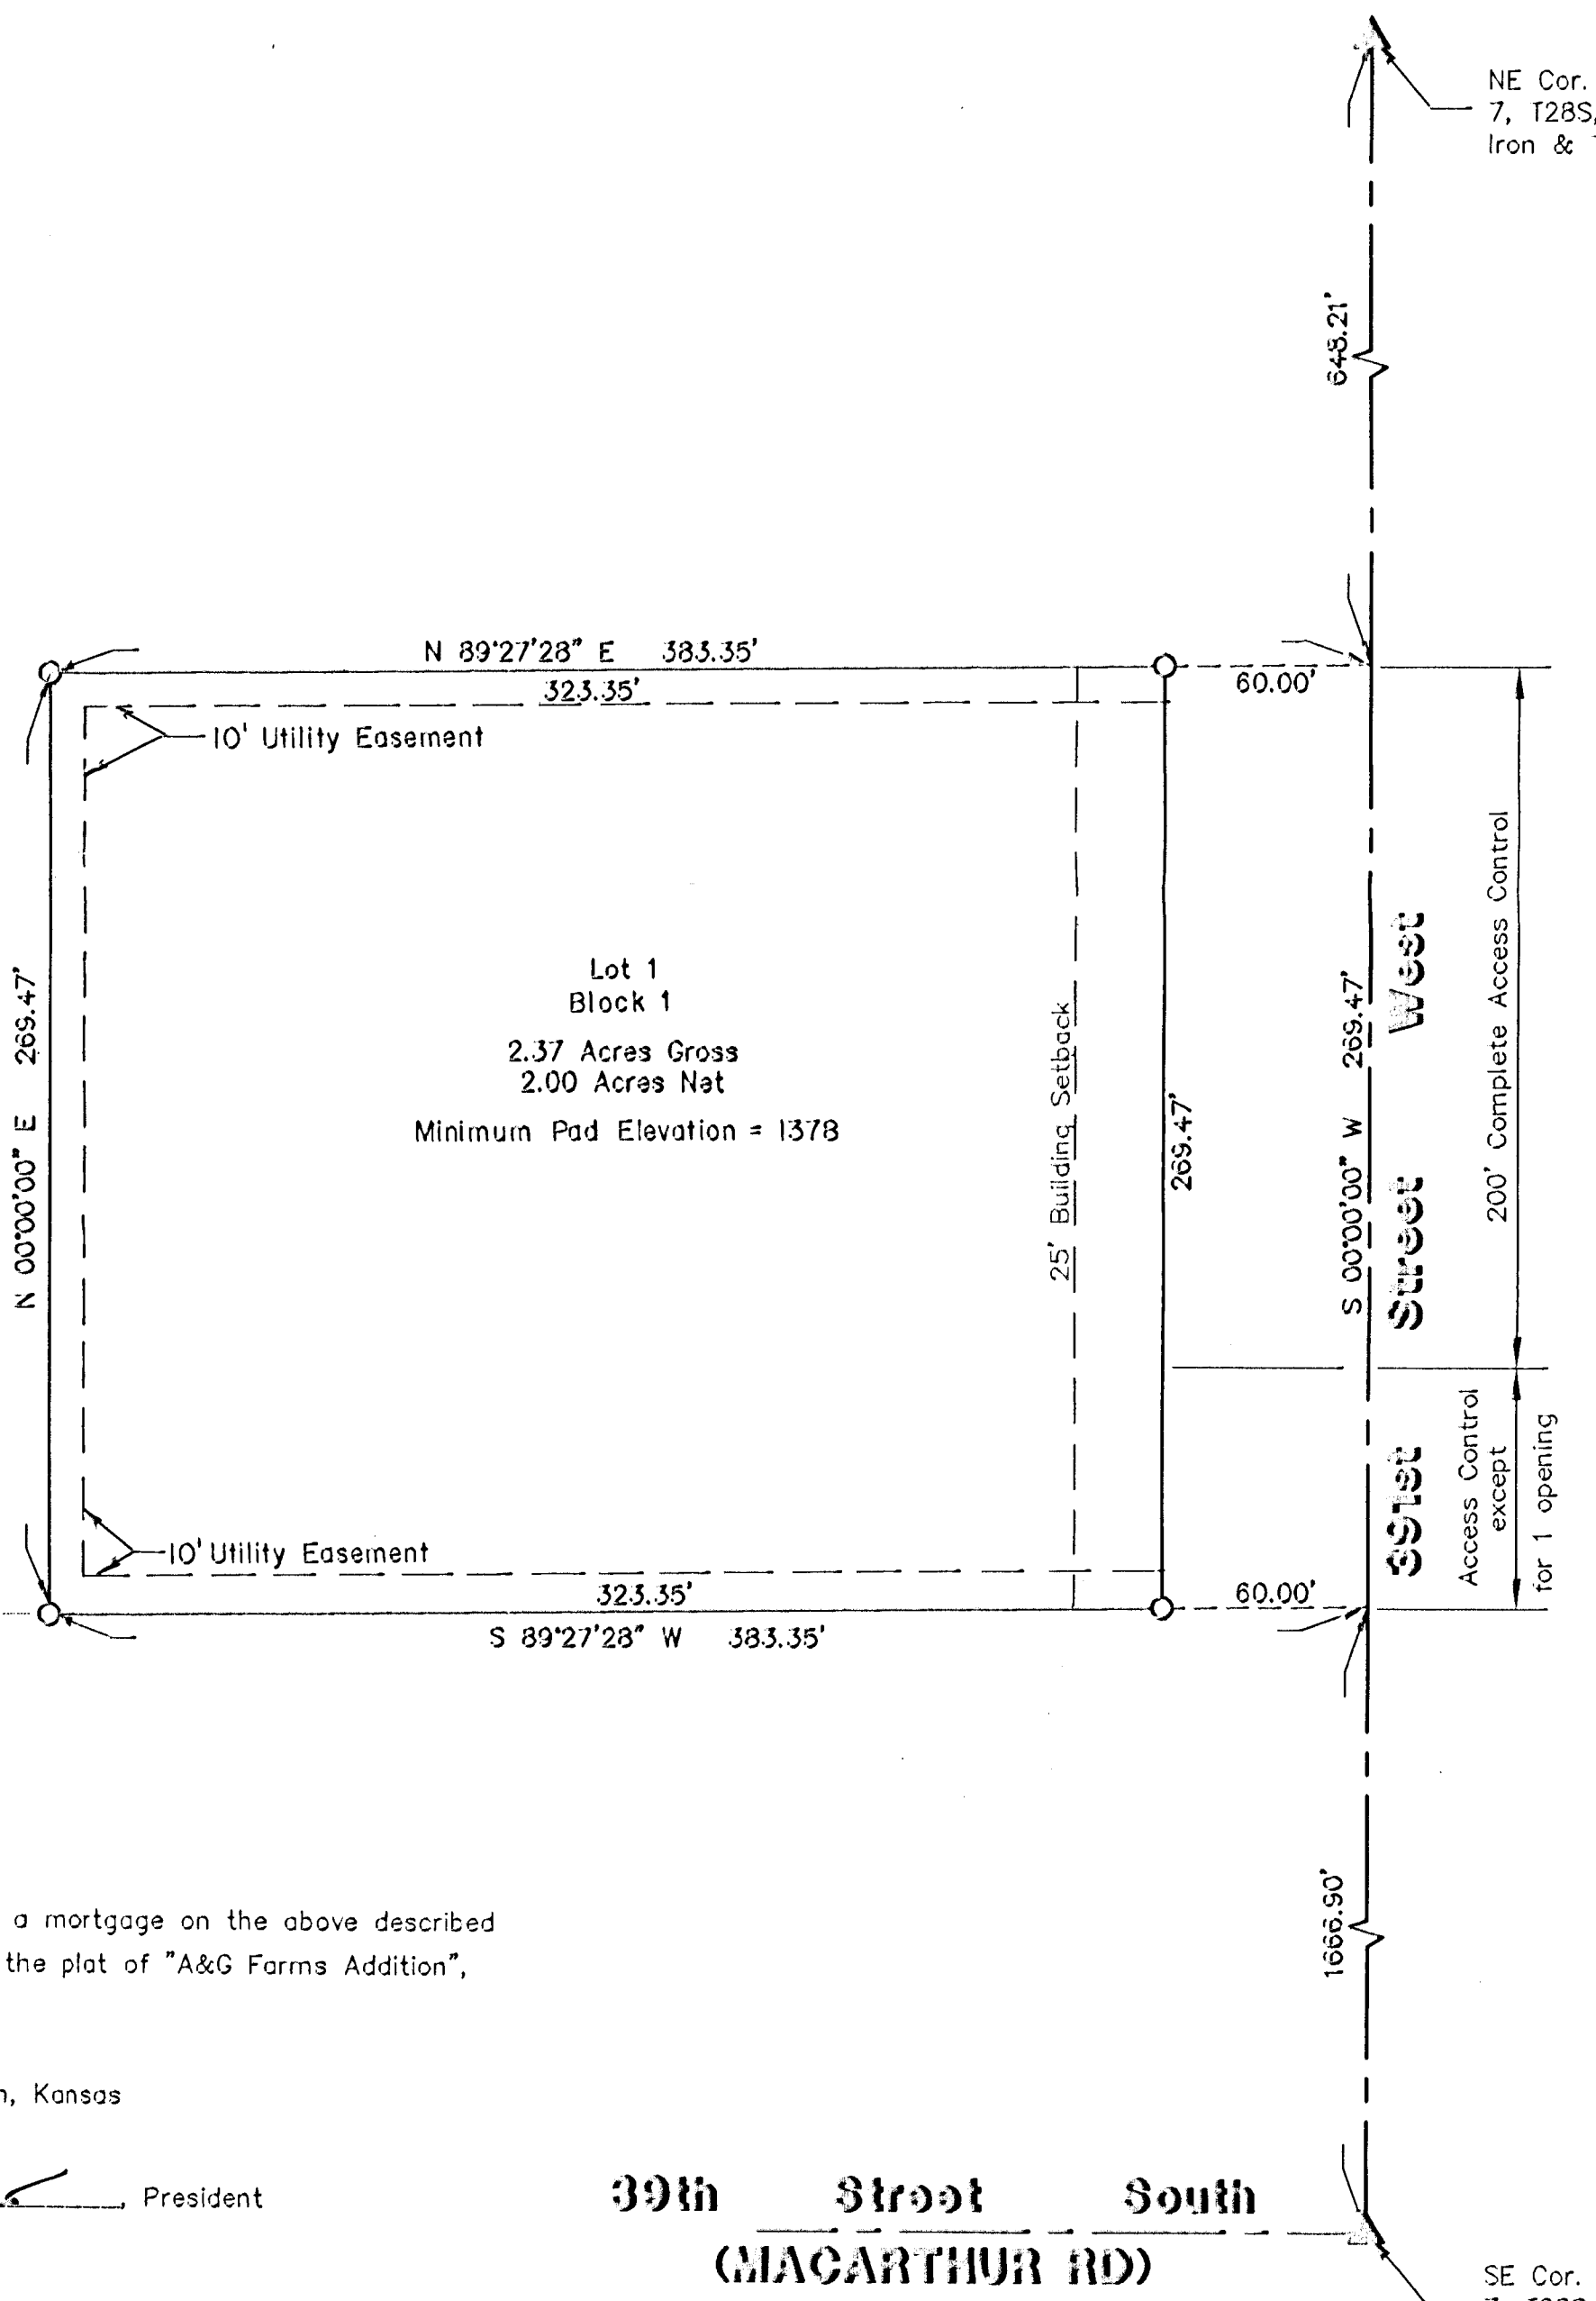 NE Cor.
7, T28S,
Iron &
648.21'
N 89°27'28" E 383.35'
323.35'
60.00'
10' Utility Easement
N 00°00'00" E 269.47'
Lot 1
Block 1
2.37 Acres Gross
2.00 Acres Net
Minimum Pad Elevation = 1378
25' Building Setback
269.47'
S 00°00'00" W 269.47'
391st Street West
200' Complete Access Control
Access Control
except
for 1 opening
10' Utility Easement
323.35'
60.00'
S 89°27'28" W 383.35'
1666.90'
a mortgage on the above described
the plat of "A&G Farms Addition",
, Kansas
, President
39th Street South
(MACARTHUR RD)
SE Cor.